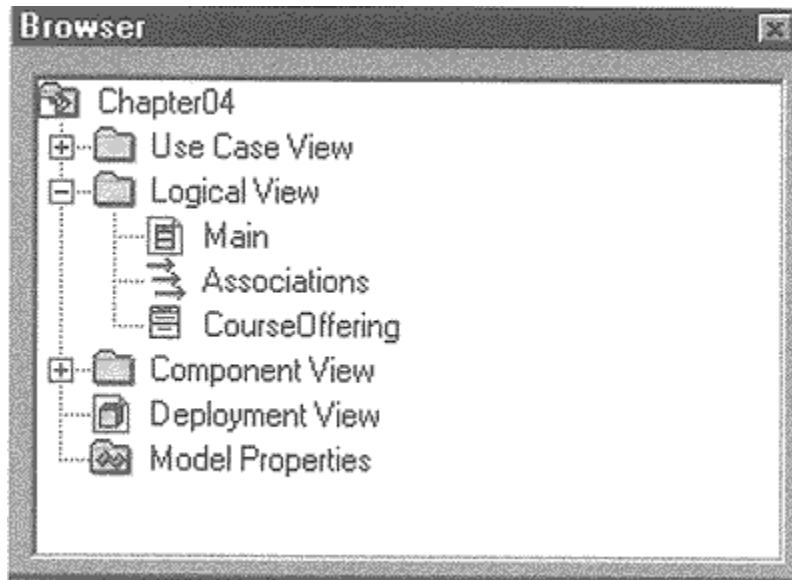 Browser
Chapter04
Use Case View
Logical View
Main
Associations
CourseOffering
Component View
Deployment View
Model Properties